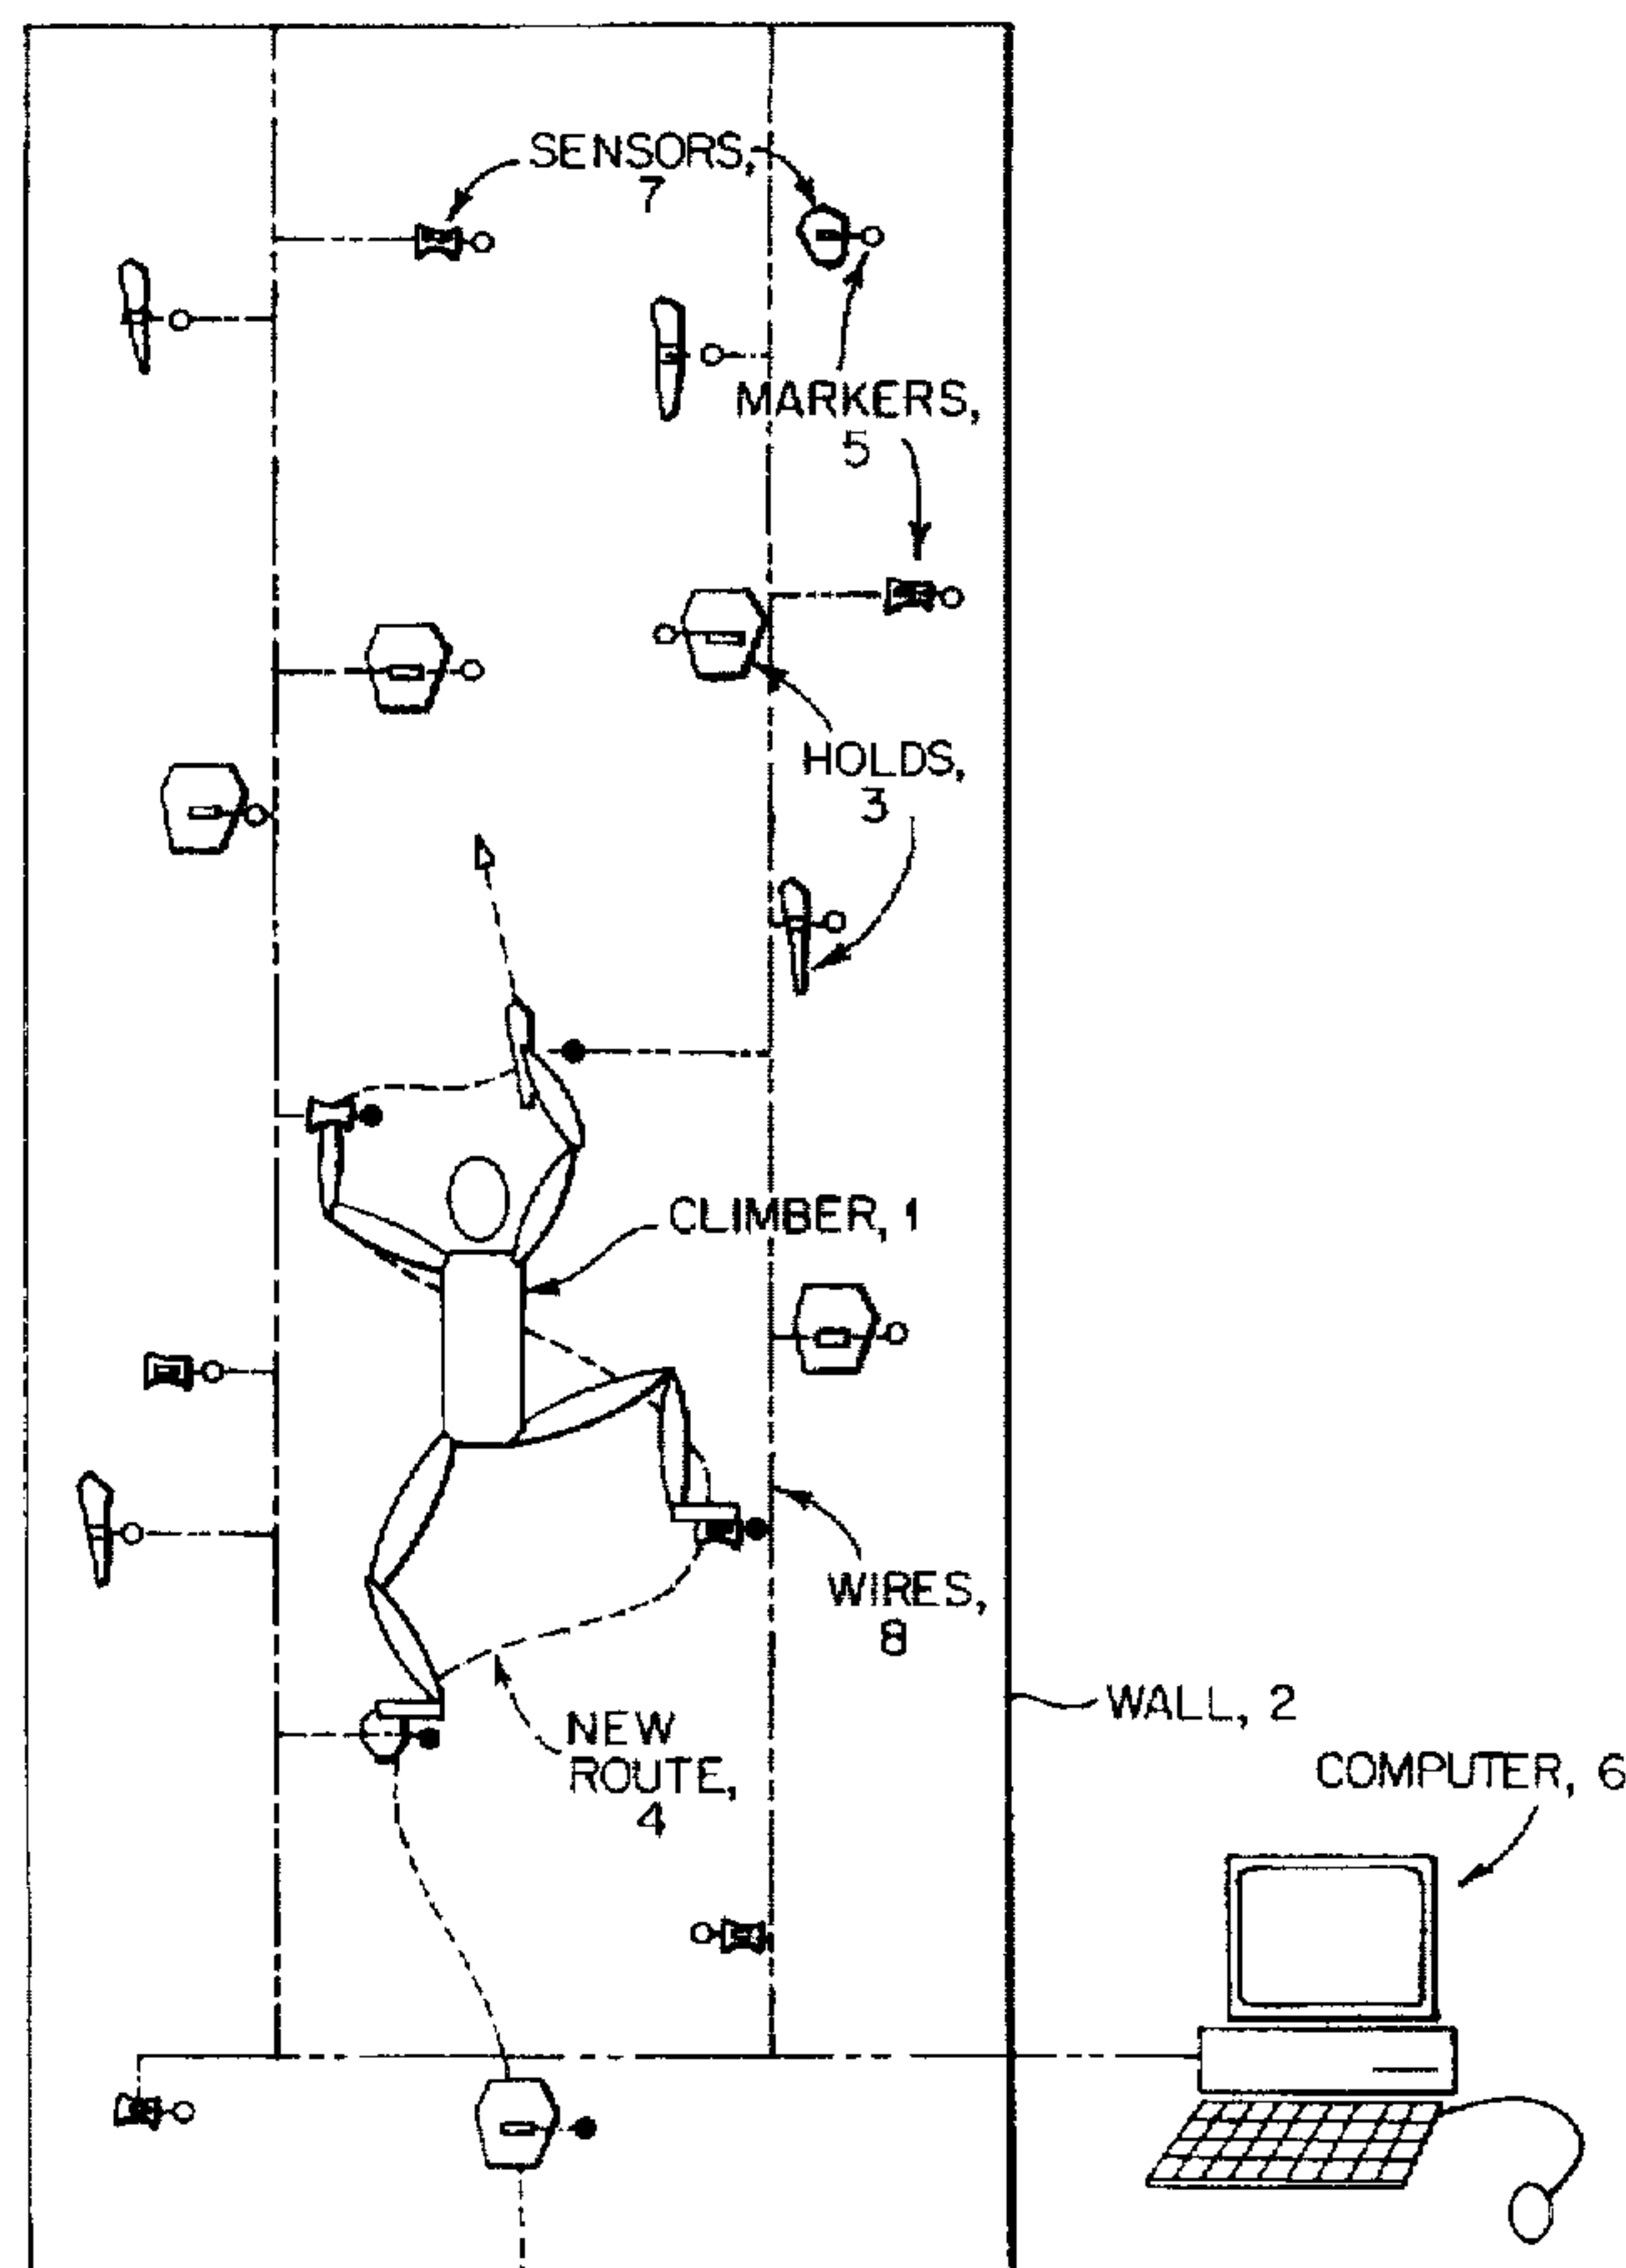 SENSORS,
7
MARKERS,
5
HOLDS,
3
CLIMBER, 1
WIRES,
8
WALL, 2
NEW
ROUTE,
4
COMPUTER, 6